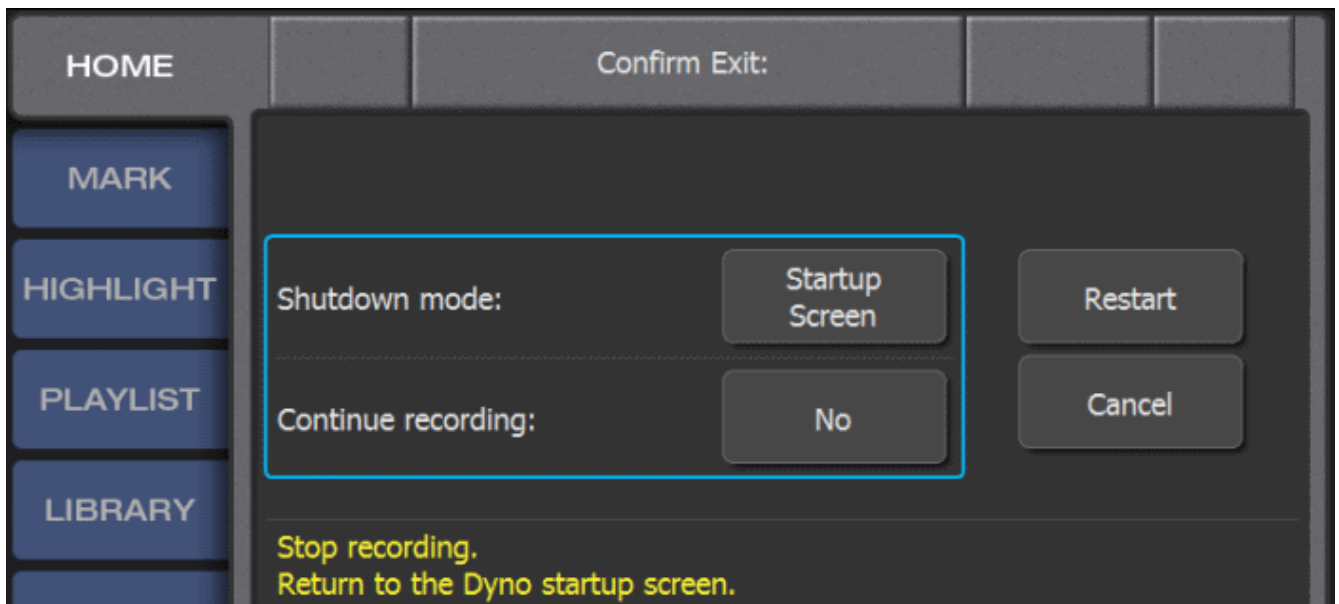 HOME
Confirm Exit:
MARK
HIGHLIGHT
PLAYLIST
LIBRARY
Shutdown mode:
Startup
Screen
Restart
Continue recording:
No
Cancel
Stop recording.
Return to the Dyno startup screen.